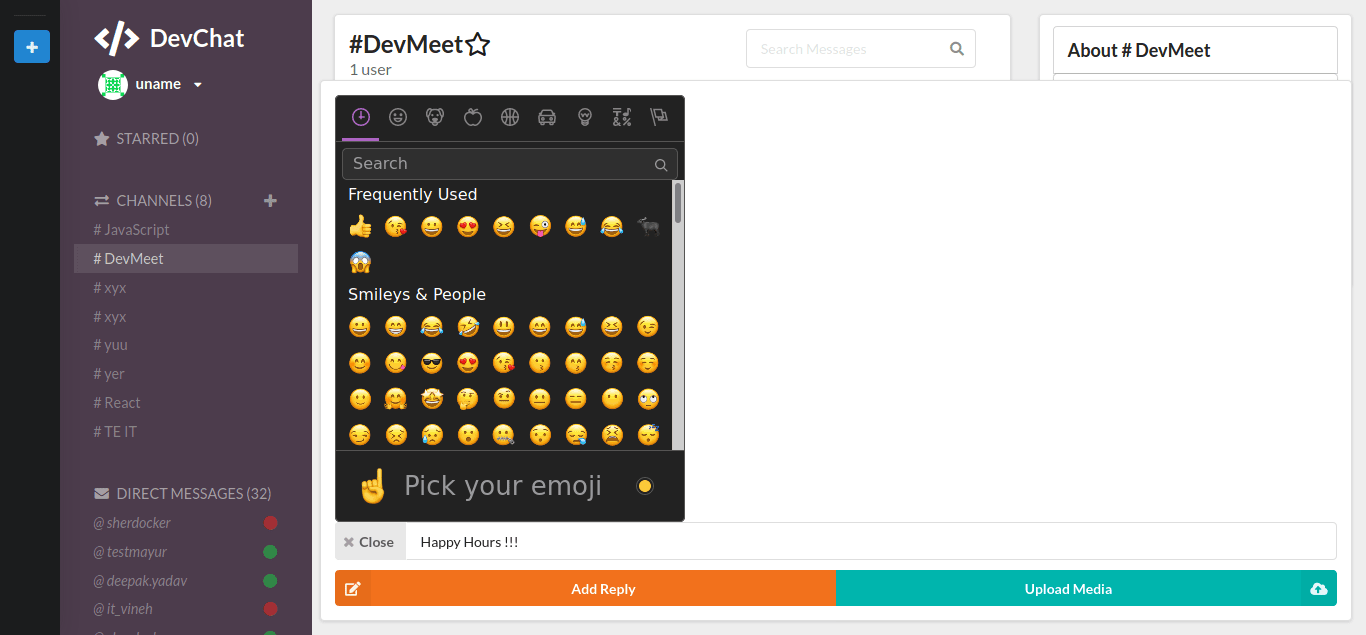 DevChat
uname
STARRED (0)
CHANNELS (8)
# JavaScript
# DevMeet
# xyx
# xyx
# yuu
# yer
# React
# TE IT
DIRECT MESSAGES (32)
@ sherdocker
@ testmayur
@ deepak.yadav
@ it_vineh
#DevMeet
1 user
Search Messages
About # DevMeet
Search
Frequently Used
Smileys & People
Pick your emoji
Close
Happy Hours !!!
Add Reply
Upload Media